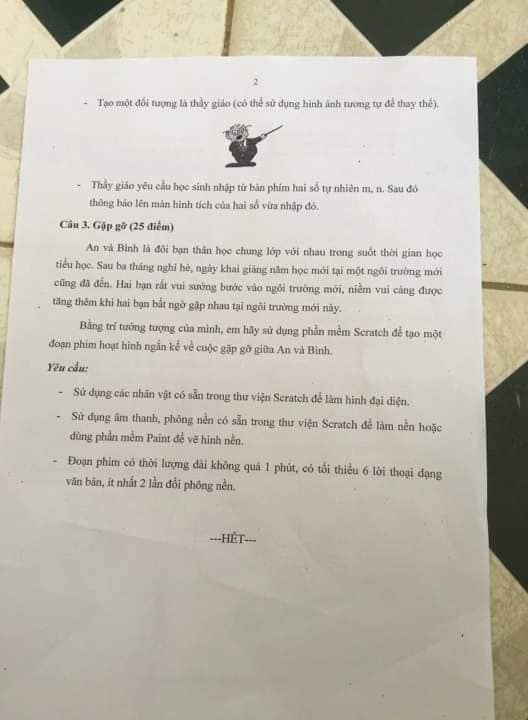 2
- Tạo một đối tượng là thầy giáo (có thể sử dụng hình ảnh tương tự để thay thế).
- Thầy giáo yêu cầu học sinh nhập từ bàn phím hai số tự nhiên m, n. Sau đó
thông báo lên màn hình tích của hai số vừa nhập đó.
Câu 3. Gặp gỡ (25 điểm)
An và Bình là đôi bạn thân học chung lớp với nhau trong suốt thời gian học
tiểu học. Sau ba tháng nghỉ hè, ngày khai giảng năm học mới tại một ngôi trường mới
cũng đã đến. Hai bạn rất vui sướng bước vào ngôi trường mới, niềm vui càng được
tăng thêm khi hai bạn bất ngờ gặp nhau tại ngôi trường mới này.
Bằng trí tưởng tượng của mình, em hãy sử dụng phần mềm Scratch để tạo một
đoạn phim hoạt hình ngắn kể về cuộc gặp gỡ giữa An và Bình.
Yêu cầu:
- Sử dụng các nhân vật có sẵn trong thư viện Scratch để làm hình đại diện.
- Sử dụng âm thanh, phông nền có sẵn trong thư viện Scratch để làm nền hoặc
dùng phần mềm Paint để vẽ hình nền.
- Đoạn phim có thời lượng dài không quá 1 phút, có tối thiểu 6 lời thoại dạng
văn bản, ít nhất 2 lần đổi phông nền.
---HẾT---